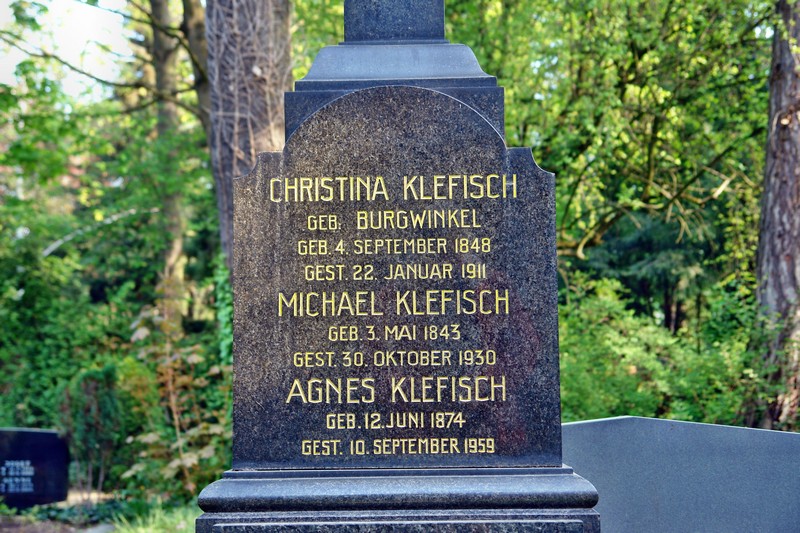 CHRISTINA KLEFISCH
GEB. BURGWINKEL
GEB. 4. SEPTEMBER 1848
GEST. 22. JANUAR 1911
MICHAEL KLEFISCH
GEB. 3. MAI 1843
GEST. 30. OKTOBER 1930
AGNES KLEFISCH
GEB. 12. JUNI 1874
GEST. 10. SEPTEMBER 1959